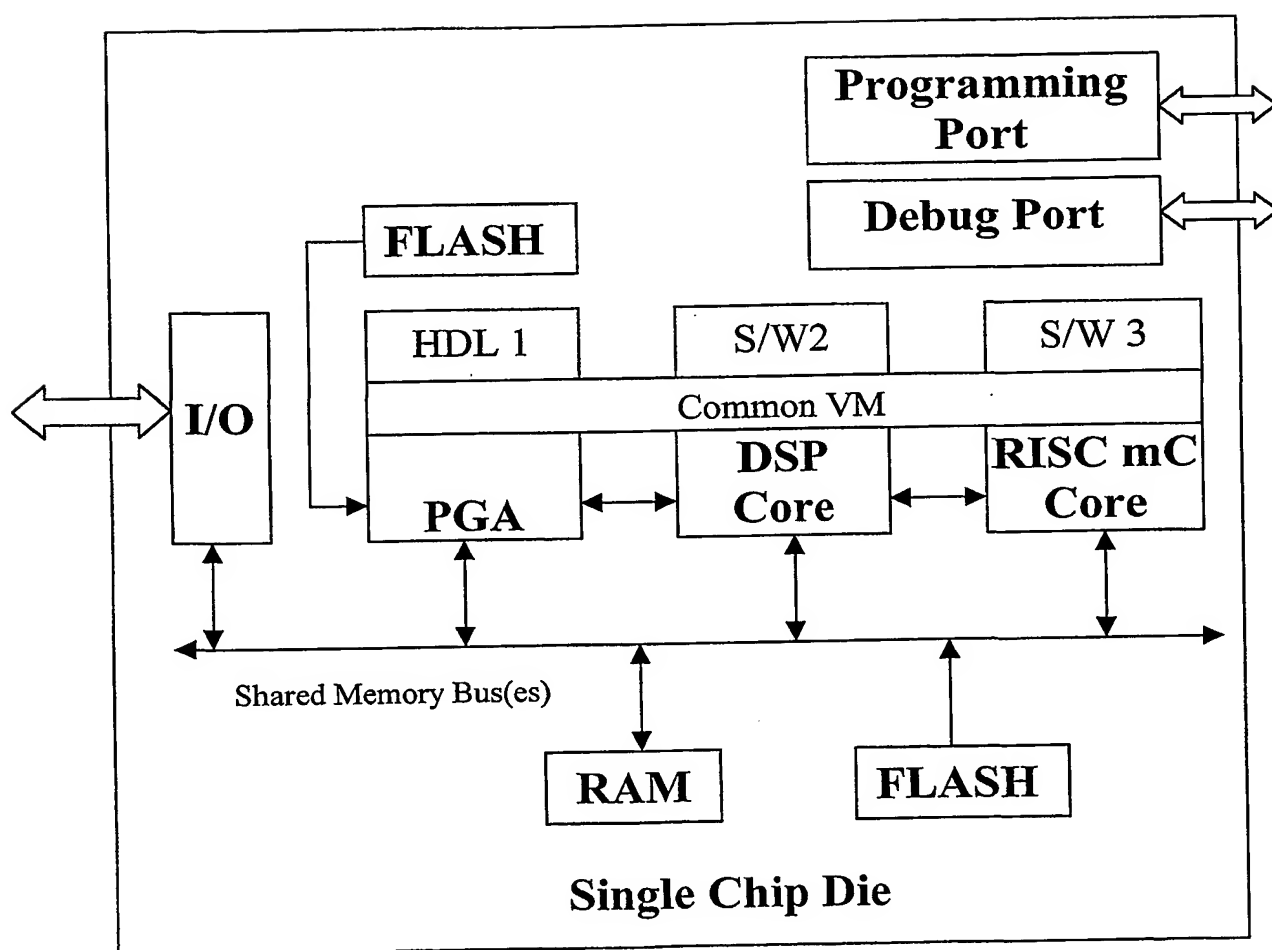 Programming
Port
Debug Port
FLASH
HDL 1
S/W2
S/W 3
I/O
Common VM
PGA
DSP
Core
RISC mC
Core
Shared Memory Bus(es)
RAM
FLASH
Single Chip Die